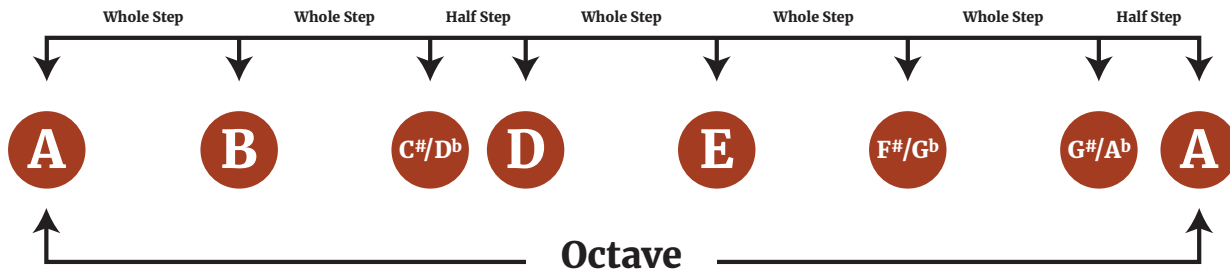 Whole Step Whole Step Half Step Whole Step Whole Step Whole Step Half Step
A B C#/Db D E F#/Gb G#/Ab A
Octave